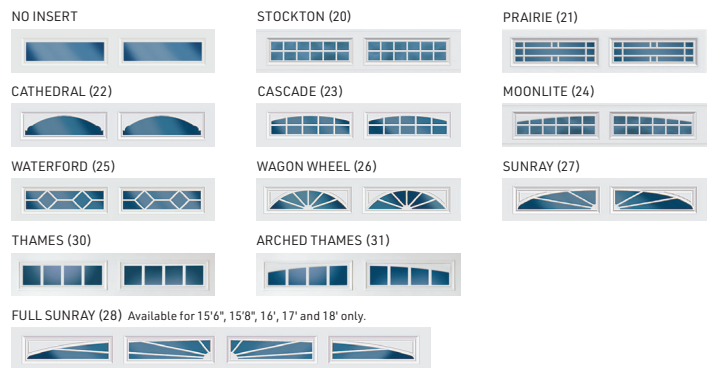 NO INSERT
STOCKTON (20)
PRAIRIE (21)
CATHEDRAL (22)
CASCADE (23)
MOONLITE (24)
WATERFORD (25)
WAGON WHEEL (26)
SUNRAY (27)
THAMES (30)
ARCHED THAMES (31)
FULL SUNRAY (28) Available for 15'6", 15'8", 16', 17' and 18' only.